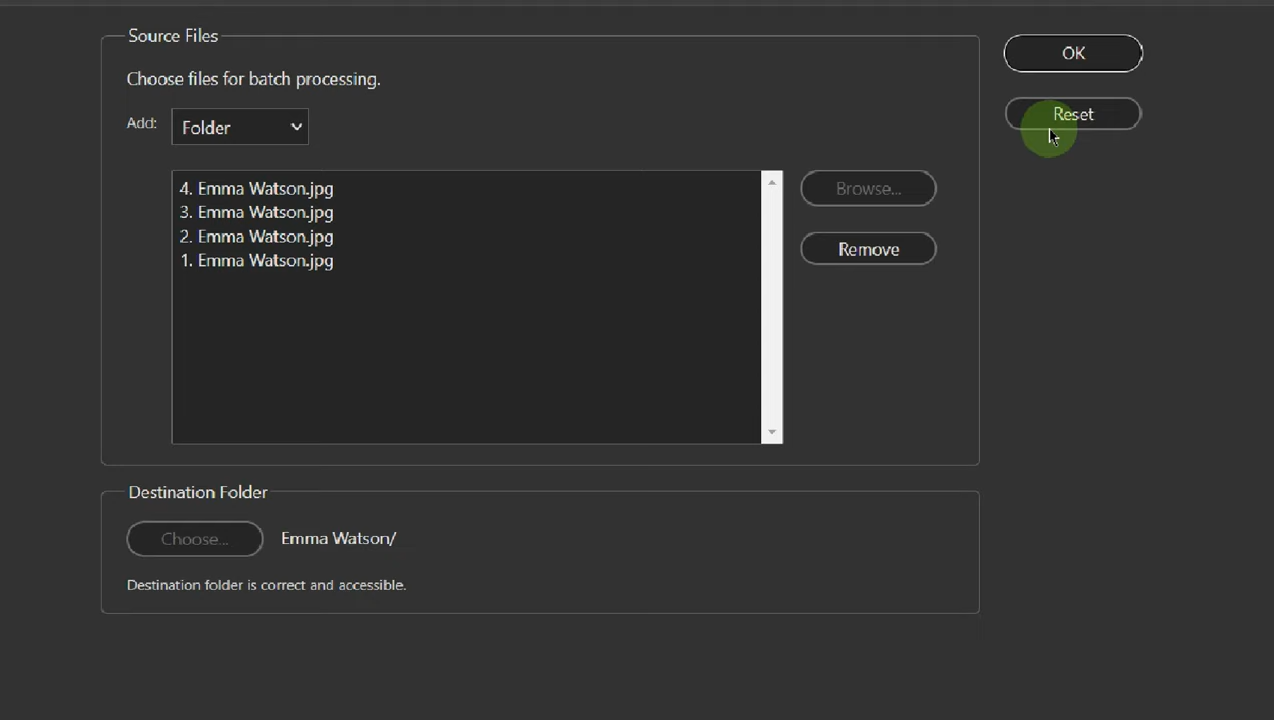 Source Files
OK
Choose files for batch processing.
Reset
Add:
Folder
4. Emma Watson.jpg
Browse...
3. Emma Watson.jpg
2. Emma Watson.jpg
Remove
1. Emma Watson.jpg
Destination Folder
Choose...
Emma Watson/
Destination folder is correct and accessible.